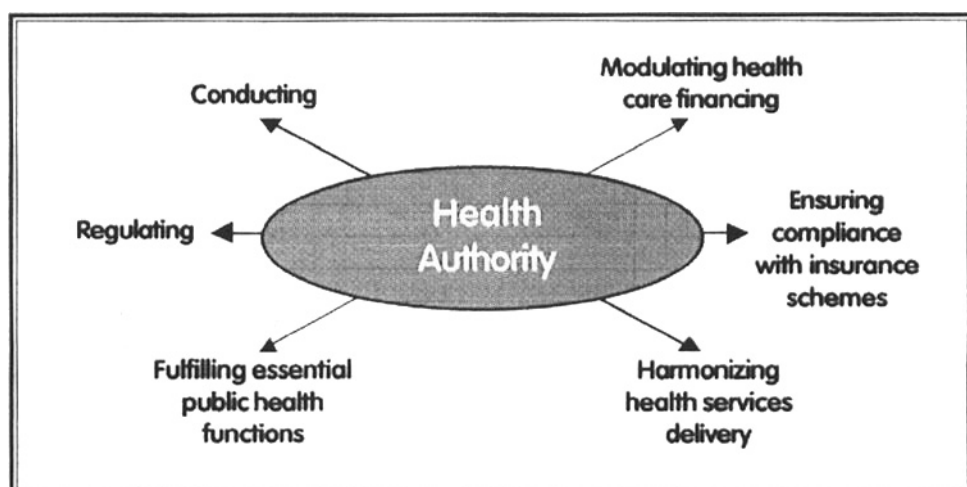 Conducting
Modulating health
care financing
Regulating
Health
Authority
Ensuring
compliance
with insurance
schemes
Fulfilling essential
public health
functions
Harmonizing
health services
delivery